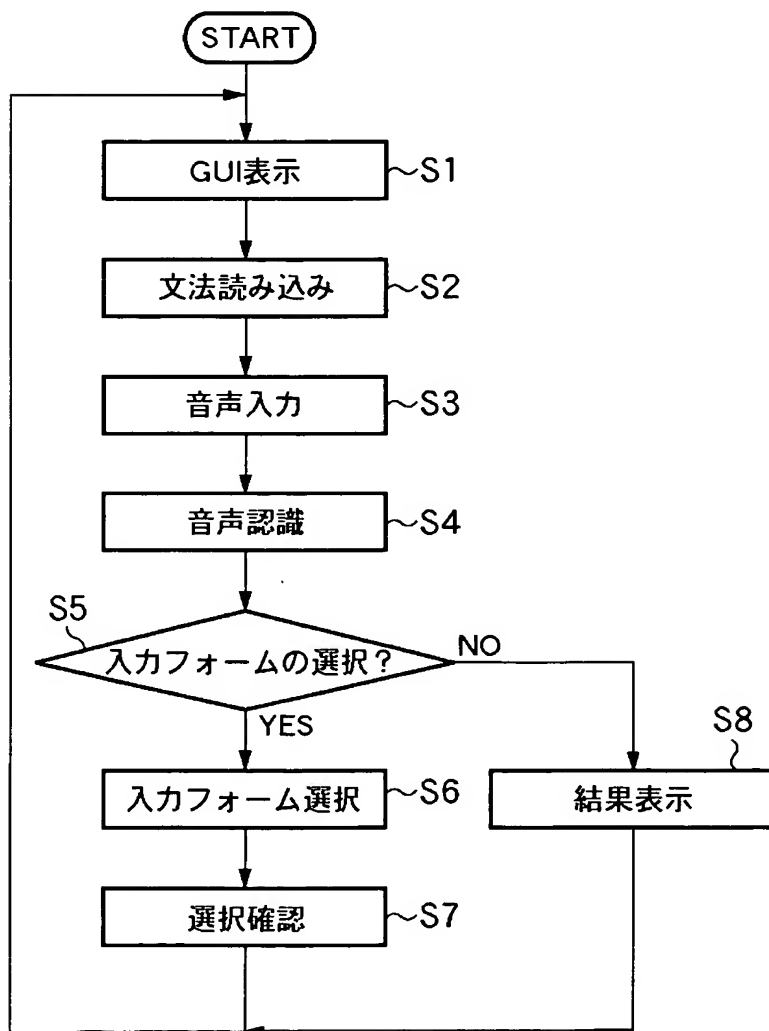 START
GUI表示
S1
文法読み込み
S2
音声入力
S3
音声認識
S4
S5
入力フォームの選択?
NO
YES
S8
入力フォーム選択
S6
結果表示
選択確認
S7